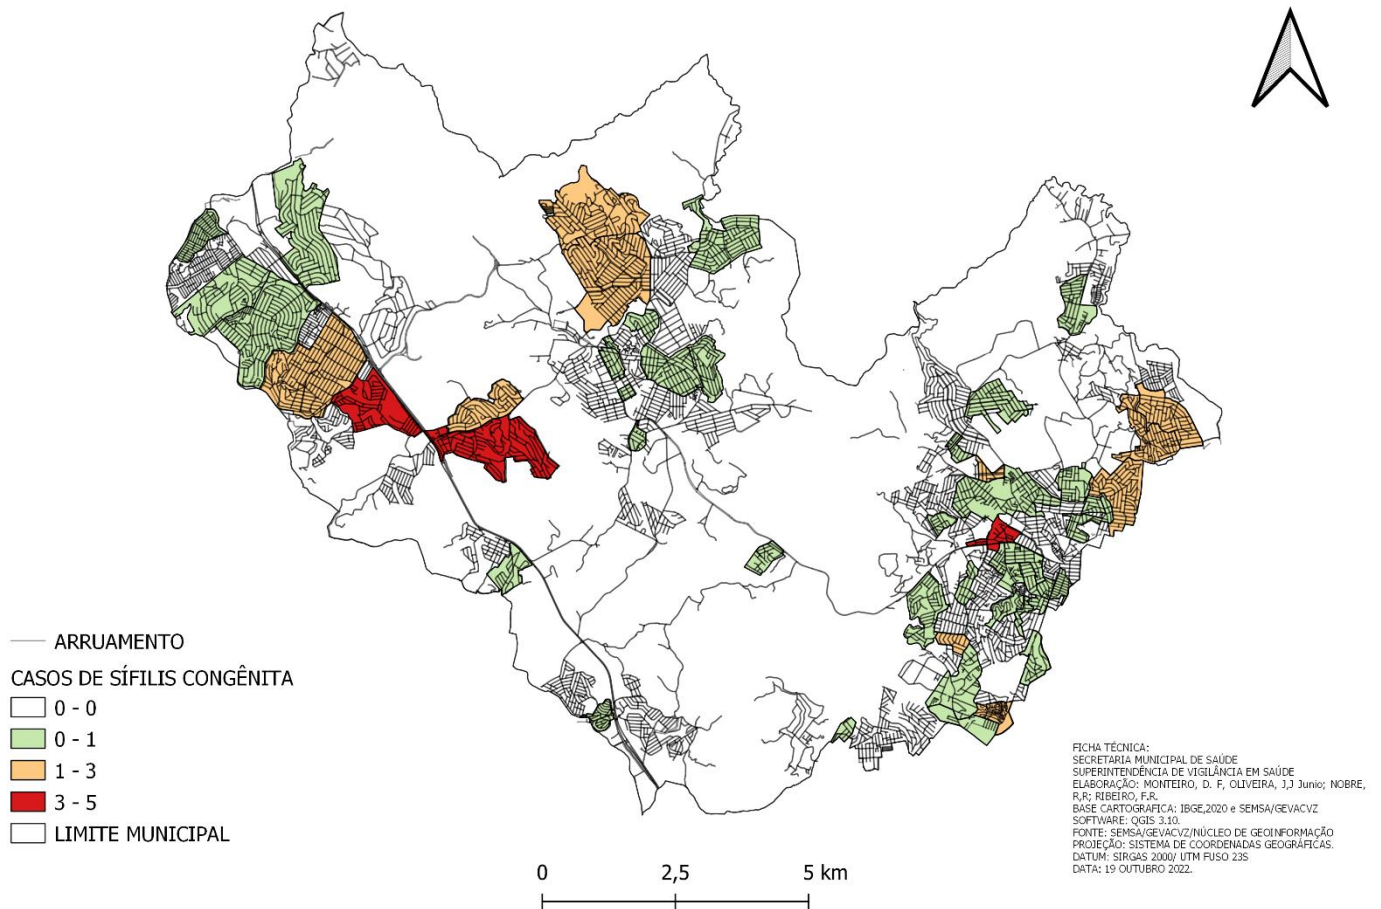 ARRUAMENTO
CASOS DE SÍFILIS CONGÊNITA
0 - 0
0 - 1
1 - 3
3 - 5
LIMITE MUNICIPAL
0 2,5 5 km
FICHA TÉCNICA:
SECRETARIA MUNICIPAL DE SAÚDE
SUPERINTENDÊNCIA DE VIGILÂNCIA EM SAÚDE
ELABORAÇÃO: MONTEIRO, D. F, OLIVEIRA, J,J Junio; NOBRE,
R,R; RIBEIRO, F.R.
BASE CARTOGRAFICA: IBGE,2020 e SEMSA/GEVACVZ
SOFTWARE: QGIS 3.10.
FONTE: SEMSA/GEVACVZ/NÚCLEO DE GEOINFORMAÇÃO
PROJEÇÃO: SISTEMA DE COORDENADAS GEOGRÁFICAS.
DATUM: SIRGAS 2000/ UTM FUSO 23S
DATA: 19 OUTUBRO 2022.